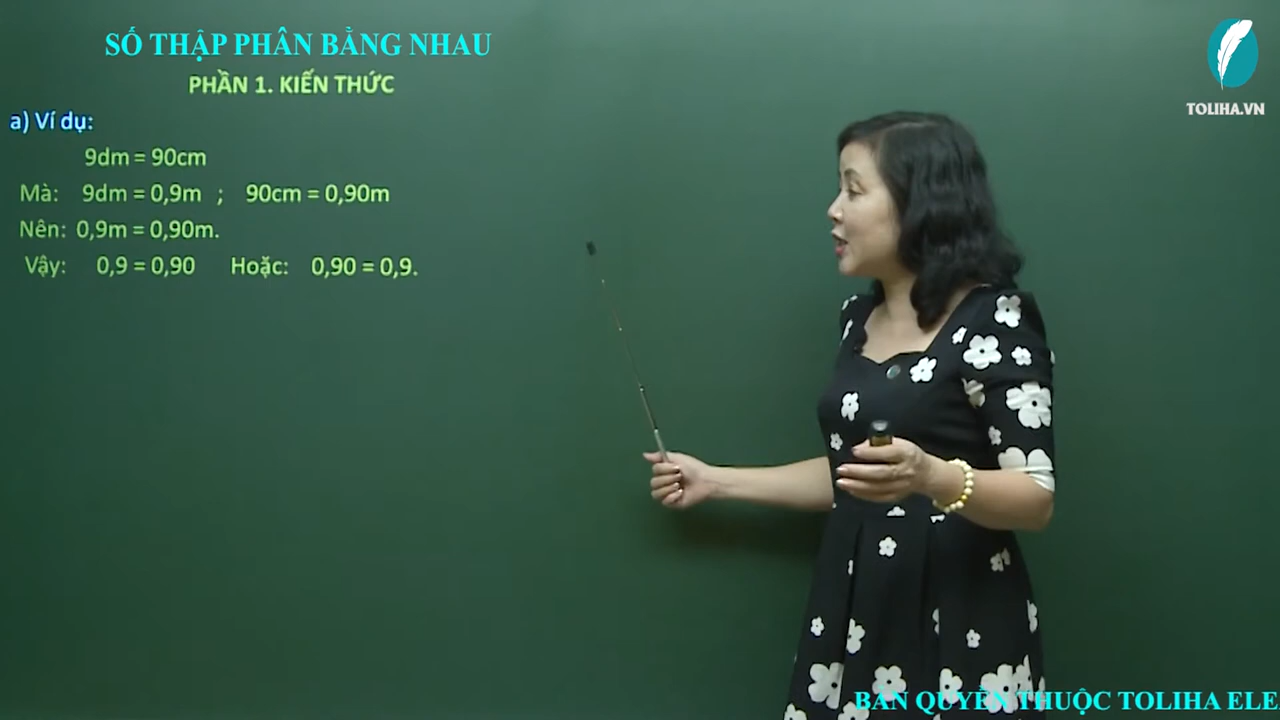 SỐ THẬP PHÂN BẰNG NHAU
PHẦN 1. KIẾN THỨC
a) Ví dụ:
9dm = 90cm
Mà: 9dm = 0,9m ; 90cm = 0,90m
Nên: 0,9m = 0,90m.
Vậy: 0,9 = 0,90 Hoặc: 0,90 = 0,9.
TOLIHA.VN
BẢN QUYỀN THUỘC TOLIHA ELE